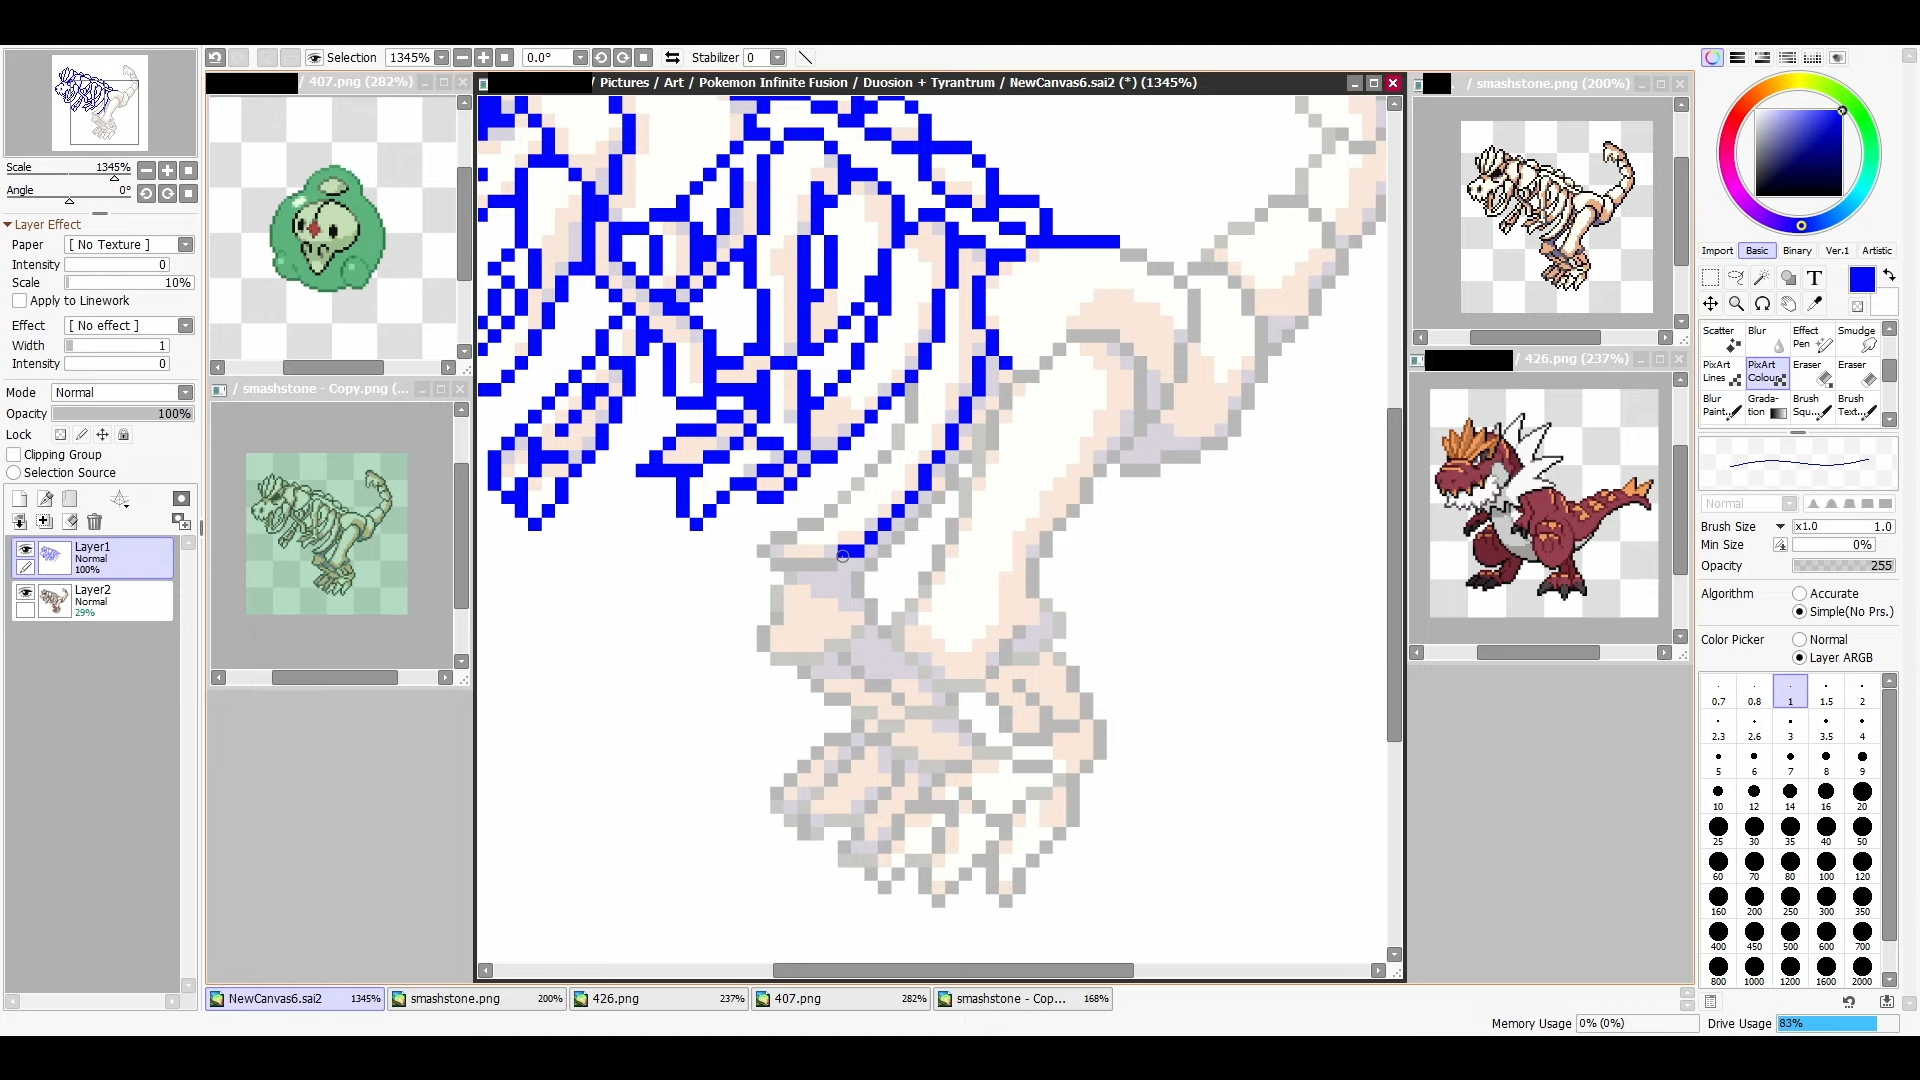 Selection 1345% 0.0° Stabilizer 0
/ 407.png (282%)
/ Pictures / Art / Pokemon Infinite Fusion / Duosion + Tyrantrum / NewCanvas6.sai2 (*) (1345%)
/ smashstone.png (200%)
Scale 1345%
Angle 0°
Layer Effect
Paper [ No Texture ]
Intensity 0
Scale 10%
Apply to Linework
Effect [ No effect ]
Width 1
Intensity 0
Mode Normal
Opacity 100%
Lock
Clipping Group
Selection Source
Layer1
Normal
100%
Layer2
Normal
29%
/ smashstone - Copy.png (...
/ 426.png (237%)
Import Basic Binary Ver.1 Artistic
T
Scatter Blur Effect Pen Smudge
PixArt Lines PixArt Colour Eraser Eraser
Blur Paint.. Grada-tion Brush Squ... Brush Text...
Normal
Brush Size x1.0 1.0
Min Size 0%
Opacity 255
Algorithm Accurate
Simple(No Prs.)
Color Picker Normal
Layer ARGB
0.7 0.8 1 1.5 2
2.3 2.6 3 3.5 4
5 6 7 8 9
10 12 14 16 20
25 30 35 40 50
60 70 80 100 120
160 200 250 300 350
400 450 500 600 700
800 1000 1200 1600 2000
NewCanvas6.sai2 1345% smashstone.png 200% 426.png 237% 407.png 282% smashstone - Cop... 168%
Memory Usage 0% (0%) Drive Usage 83%